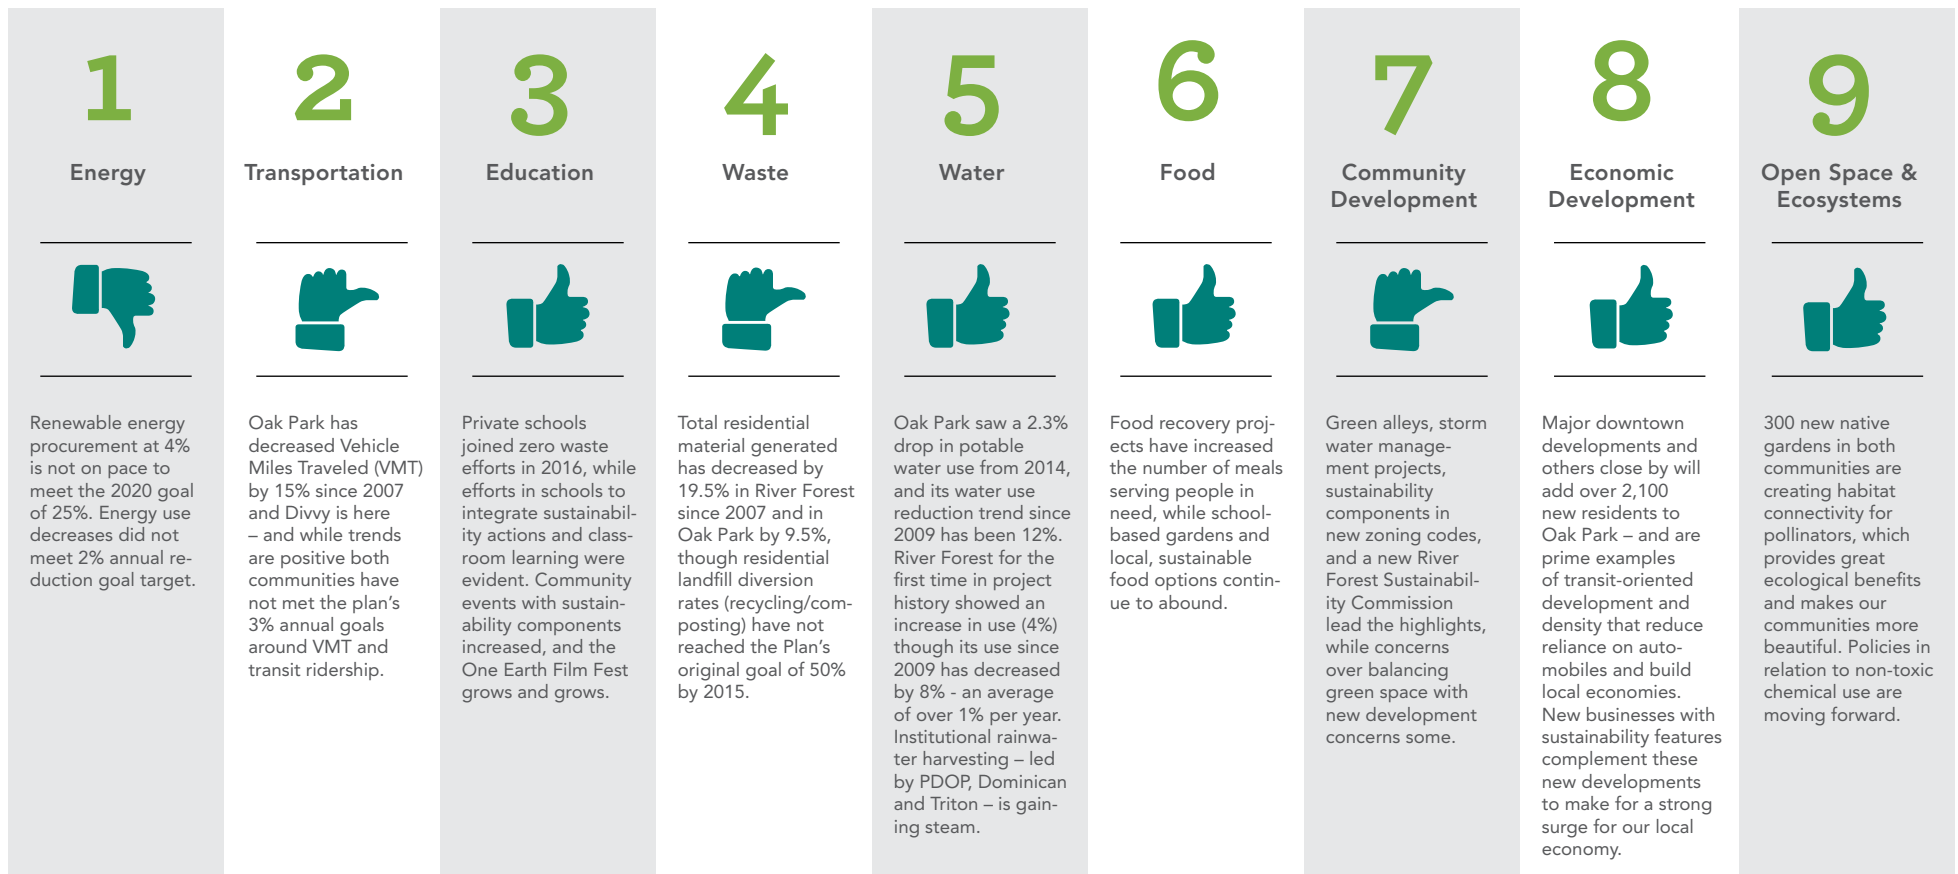 1
Energy
Renewable energy
procurement at 4%
is not on pace to
meet the 2020 goal
of 25%. Energy use
decreases did not
meet 2% annual re-
duction goal target.
2
Transportation
Oak Park has
decreased Vehicle
Miles Traveled (VMT)
by 15% since 2007
and Divvy is here
– and while trends
are positive both
communities have
not met the plan’s
3% annual goals
around VMT and
transit ridership.
3
Education
Private schools
joined zero waste
efforts in 2016, while
efforts in schools to
integrate sustainabil-
ity actions and class-
room learning were
evident. Community
events with sustain-
ability components
increased, and the
One Earth Film Fest
grows and grows.
4
Waste
Total residential
material generated
has decreased by
19.5% in River Forest
since 2007 and in
Oak Park by 9.5%,
though residential
landfill diversion
rates (recycling/com-
posting) have not
reached the Plan’s
original goal of 50%
by 2015.
5
Water
Oak Park saw a 2.3%
drop in potable
water use from 2014,
and its water use
reduction trend since
2009 has been 12%.
River Forest for the
first time in project
history showed an
increase in use (4%)
though its use since
2009 has decreased
by 8% - an average
of over 1% per year.
Institutional rainwa-
ter harvesting – led
by PDOP, Dominican
and Triton – is gain-
ing steam.
6
Food
Food recovery proj-
ects have increased
the number of meals
serving people in
need, while school-
based gardens and
local, sustainable
food options contin-
ue to abound.
7
Community
Development
Green alleys, storm
water manage-
ment projects,
sustainability
components in
new zoning codes,
and a new River
Forest Sustainabil-
ity Commission
lead the highlights,
while concerns
over balancing
green space with
new development
concerns some.
8
Economic
Development
Major downtown
developments and
others close by will
add over 2,100
new residents to
Oak Park – and are
prime examples
of transit-oriented
development and
density that reduce
reliance on auto-
mobiles and build
local economies.
New businesses with
sustainability features
complement these
new developments
to make for a strong
surge for our local
economy.
9
Open Space &
Ecosystems
300 new native
gardens in both
communities are
creating habitat
connectivity for
pollinators, which
provides great
ecological benefits
and makes our
communities more
beautiful. Policies in
relation to non-toxic
chemical use are
moving forward.